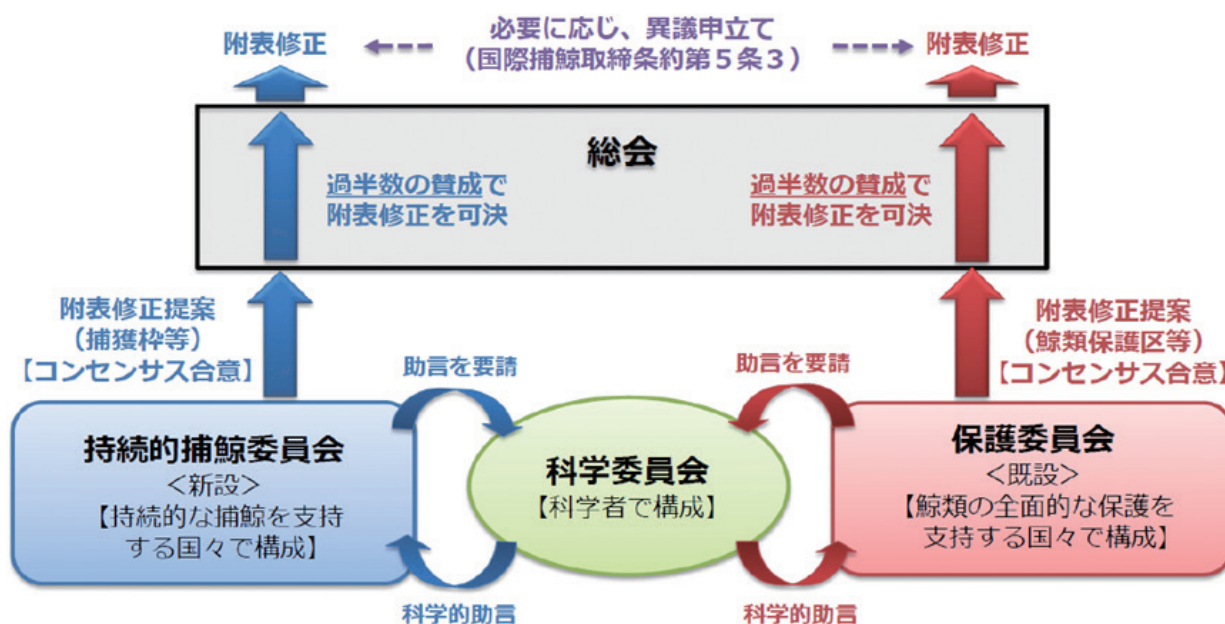 必要に応じ、異議申立て
附表修正
(国際捕鯨取締条約第5条3)
附表修正
総会
過半数の賛成で
附表修正を可決
過半数の賛成で
附表修正を可決
附表修正提案
(捕獲枠等)
【コンセンサス合意】
附表修正提案
(鯨類保護区等)
【コンセンサス合意】
助言を要請
助言を要請
持続的捕鯨委員会
<新設>
【持続的な捕鯨を支持
する国々で構成】
科学委員会
【科学者で構成】
保護委員会
<既設>
【鯨類の全面的な保護を
支持する国々で構成】
科学的助言
科学的助言